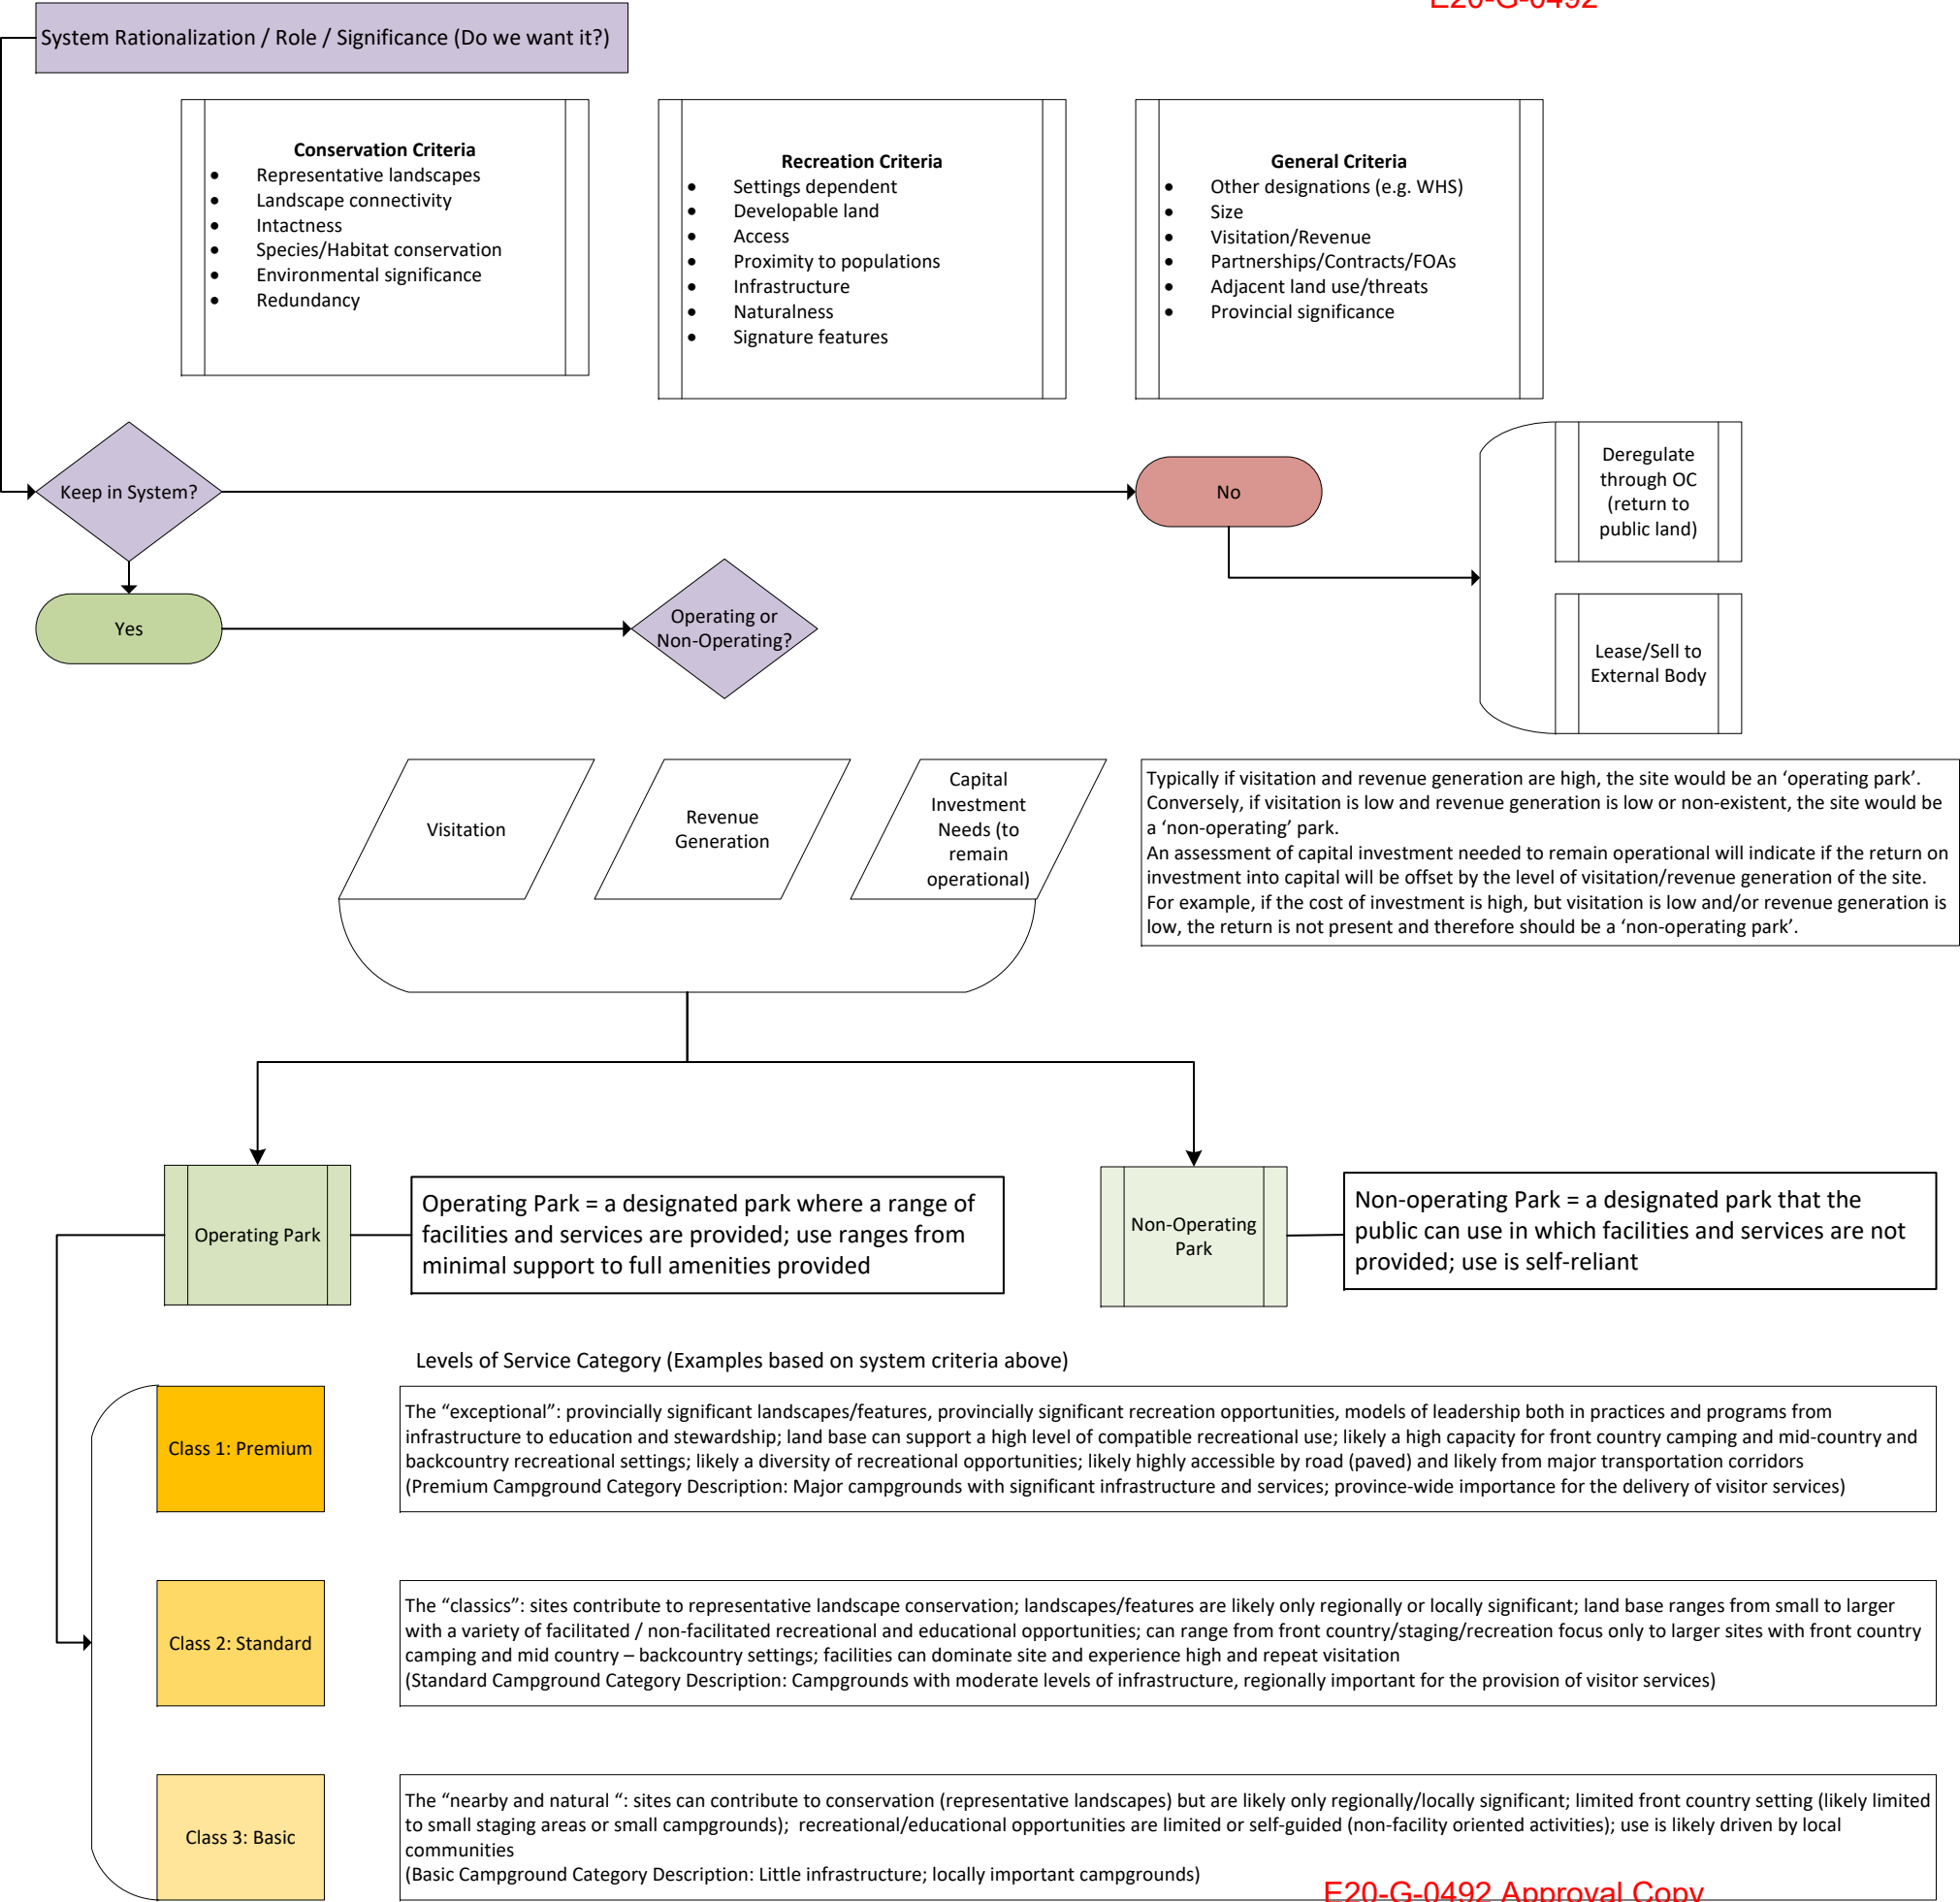 E20-G-0492
System Rationalization / Role / Significance (Do we want it?)
Conservation Criteria
• Representative landscapes
• Landscape connectivity
• Intactness
• Species/Habitat conservation
• Environmental significance
• Redundancy
Recreation Criteria
• Settings dependent
• Developable land
• Access
• Proximity to populations
• Infrastructure
• Naturalness
• Signature features
General Criteria
• Other designations (e.g. WHS)
• Size
• Visitation/Revenue
• Partnerships/Contracts/FOAs
• Adjacent land use/threats
• Provincial significance
Keep in System?
No
Deregulate
through OC
(return to
public land)
Yes
Operating or
Non-Operating?
Lease/Sell to
External Body
Visitation
Revenue
Generation
Capital
Investment
Needs (to
remain
operational)
Typically if visitation and revenue generation are high, the site would be an ‘operating park’.
Conversely, if visitation is low and revenue generation is low or non-existent, the site would be
a ‘non-operating’ park.
An assessment of capital investment needed to remain operational will indicate if the return on
investment into capital will be offset by the level of visitation/revenue generation of the site.
For example, if the cost of investment is high, but visitation is low and/or revenue generation is
low, the return is not present and therefore should be a ‘non-operating park’.
Operating Park
Operating Park = a designated park where a range of
facilities and services are provided; use ranges from
minimal support to full amenities provided
Non-Operating
Park
Non-operating Park = a designated park that the
public can use in which facilities and services are not
provided; use is self-reliant
Levels of Service Category (Examples based on system criteria above)
Class 1: Premium
The “exceptional”: provincially significant landscapes/features, provincially significant recreation opportunities, models of leadership both in practices and programs from
infrastructure to education and stewardship; land base can support a high level of compatible recreational use; likely a high capacity for front country camping and mid-country and
backcountry recreational settings; likely a diversity of recreational opportunities; likely highly accessible by road (paved) and likely from major transportation corridors
(Premium Campground Category Description: Major campgrounds with significant infrastructure and services; province-wide importance for the delivery of visitor services)
Class 2: Standard
The “classics”: sites contribute to representative landscape conservation; landscapes/features are likely only regionally or locally significant; land base ranges from small to larger
with a variety of facilitated / non-facilitated recreational and educational opportunities; can range from front country/staging/recreation focus only to larger sites with front country
camping and mid country – backcountry settings; facilities can dominate site and experience high and repeat visitation
(Standard Campground Category Description: Campgrounds with moderate levels of infrastructure, regionally important for the provision of visitor services)
Class 3: Basic
The “nearby and natural “: sites can contribute to conservation (representative landscapes) but are likely only regionally/locally significant; limited front country setting (likely limited
to small staging areas or small campgrounds); recreational/educational opportunities are limited or self-guided (non-facility oriented activities); use is likely driven by local
communities
(Basic Campground Category Description: Little infrastructure; locally important campgrounds)
E20-G-0492 Approval Copy